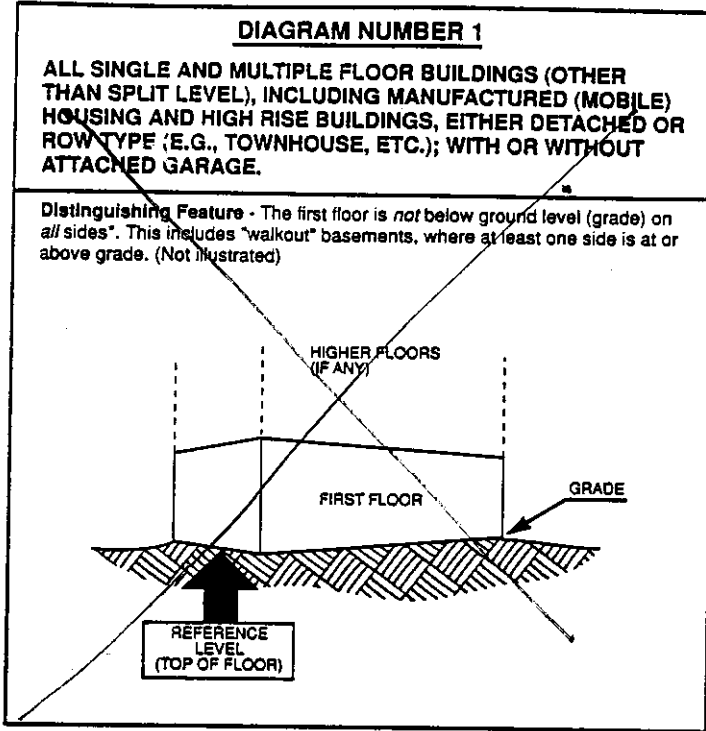 DIAGRAM NUMBER 1
ALL SINGLE AND MULTIPLE FLOOR BUILDINGS (OTHER
THAN SPLIT LEVEL), INCLUDING MANUFACTURED (MOBILE)
HOUSING AND HIGH RISE BUILDINGS, EITHER DETACHED OR
ROW TYPE (E.G., TOWNHOUSE, ETC.); WITH OR WITHOUT
ATTACHED GARAGE.
Distinguishing Feature - The first floor is not below ground level (grade) on
all sides*. This includes "walkout" basements, where at least one side is at or
above grade. (Not illustrated)
HIGHER FLOORS
(IF ANY)
FIRST FLOOR
GRADE
REFERENCE
LEVEL
(TOP OF FLOOR)